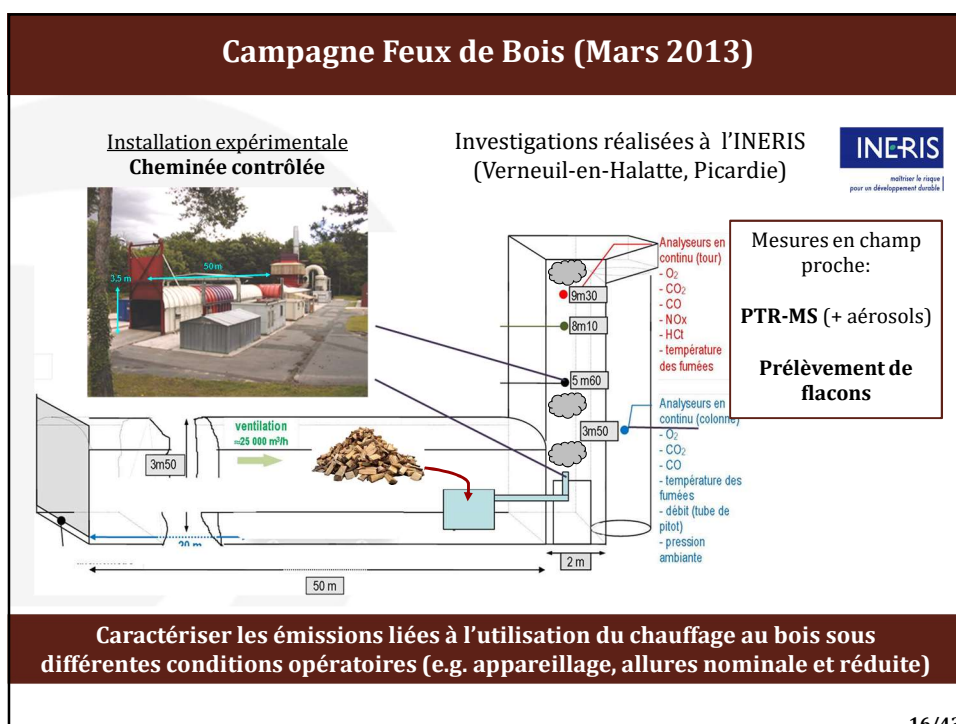 Campagne Feux de Bois (Mars 2013)
Installation expérimentale
Cheminée contrôlée
Investigations réalisées à l'INERIS
(Verneuil-en-Halatte, Picardie)
INERIS
maîtriser le risque
pour un développement durable
50 m
3.5 m
Analyseurs en
continu (tour)
- O₂
- CO₂
- CO
- NOx
- HCt
- température
des fumées
9m30
8m10
5 m60
3m50
Mesures en champ
proche:
PTR-MS (+ aérosols)
Prélèvement de
flacons
Analyseurs en
continu (colonne)
- O₂
- CO₂
- CO
- température des
fumées
- débit (tube de
pitot)
- pression
ambiante
ventilation
≈25 000 m³/h
3m50
2 m
50 m
Caractériser les émissions liées à l'utilisation du chauffage au bois sous
différentes conditions opératoires (e.g. appareillage, allures nominale et réduite)